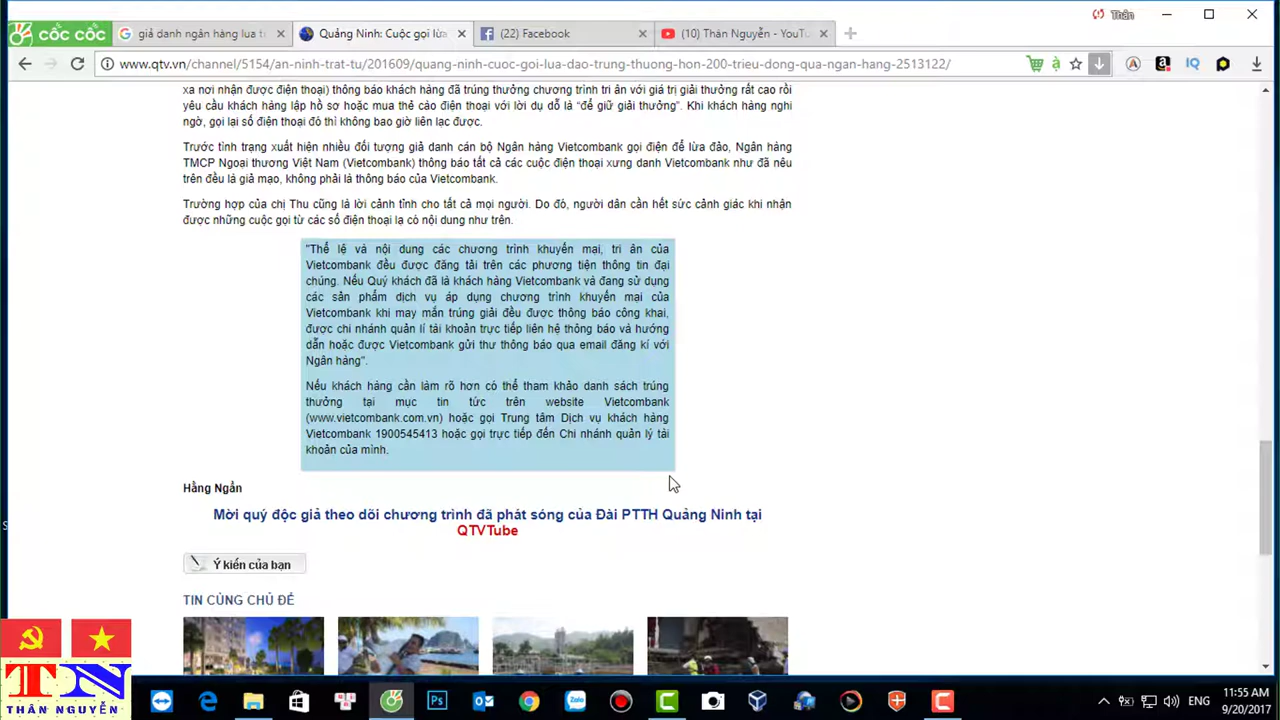 Thân
cốc cốc
giả danh ngân hàng lua t
Quảng Ninh: Cuộc gọi lừa
(22) Facebook
(10) Thân Nguyễn - YouTu
www.qtv.vn/channel/5154/an-ninh-trat-tu/201609/quang-ninh-cuoc-goi-lua-dao-trung-thuong-hon-200-trieu-dong-qua-ngan-hang-2513122/
xa nơi nhận được điện thoại) thông báo khách hàng đã trúng thưởng chương trình tri ân với giá trị giải thưởng rất cao rồi
yêu cầu khách hàng lập hồ sơ hoặc mua thẻ cào điện thoại với lời dụ dỗ là “để giữ giải thưởng”. Khi khách hàng nghi
ngờ, gọi lại số điện thoại đó thì không bao giờ liên lạc được.
Trước tình trạng xuất hiện nhiều đối tượng giả danh cán bộ Ngân hàng Vietcombank gọi điện để lừa đảo, Ngân hàng
TMCP Ngoại thương Việt Nam (Vietcombank) thông báo tất cả các cuộc điện thoại xưng danh Vietcombank như đã nêu
trên đều là giả mạo, không phải là thông báo của Vietcombank.
Trường hợp của chị Thu cũng là lời cảnh tỉnh cho tất cả mọi người. Do đó, người dân cần hết sức cảnh giác khi nhận
được những cuộc gọi từ các số điện thoại lạ có nội dung như trên.
"Thể lệ và nội dung các chương trình khuyến mại, tri ân của
Vietcombank đều được đăng tải trên các phương tiện thông tin đại
chúng. Nếu Quý khách đã là khách hàng Vietcombank và đang sử dụng
các sản phẩm dịch vụ áp dụng chương trình khuyến mại của
Vietcombank khi may mắn trúng giải đều được thông báo công khai,
được chi nhánh quản lí tài khoản trực tiếp liên hệ thông báo và hướng
dẫn hoặc được Vietcombank gửi thư thông báo qua email đăng kí với
Ngân hàng".
Nếu khách hàng cần làm rõ hơn có thể tham khảo danh sách trúng
thưởng tại mục tin tức trên website Vietcombank
(www.vietcombank.com.vn) hoặc gọi Trung tâm Dịch vụ khách hàng
Vietcombank 1900545413 hoặc gọi trực tiếp đến Chi nhánh quản lý tài
khoản của mình.
Hằng Ngần
Mời quý độc giả theo dõi chương trình đã phát sóng của Đài PTTH Quảng Ninh tại
QTVTube
Ý kiến của bạn
TIN CÙNG CHỦ ĐỀ
TN
THÂN NGUYỄN
ENG
11:55 AM
9/20/2017